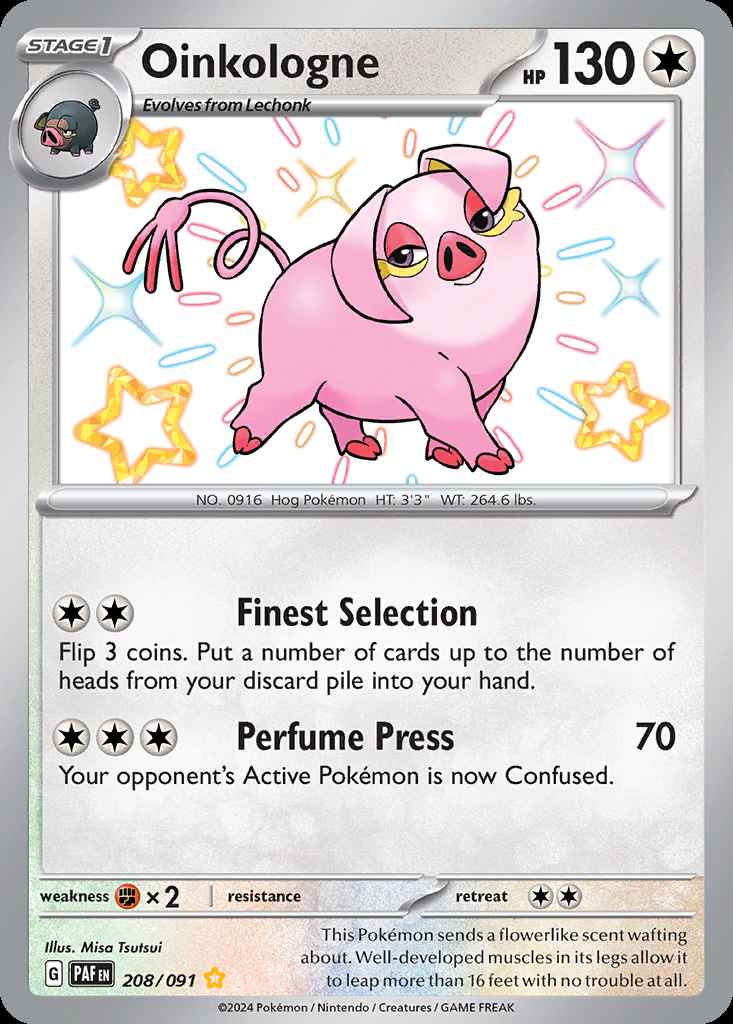 STAGE 1
Oinkologne
HP 130
Evolves from Lechonk
NO. 0916 Hog Pokémon HT: 3'3" WT: 264.6 lbs.
Finest Selection
Flip 3 coins. Put a number of cards up to the number of
heads from your discard pile into your hand.
Perfume Press 70
Your opponent's Active Pokémon is now Confused.
weakness ×2 resistance retreat
Illus. Misa Tsutsui
This Pokémon sends a flowerlike scent wafting
about. Well-developed muscles in its legs allow it
to leap more than 16 feet with no trouble at all.
G PAF EN 208/091
©2024 Pokémon / Nintendo / Creatures / GAME FREAK